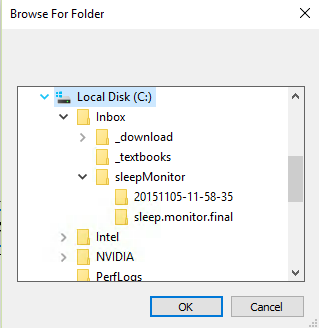 Browse For Folder
Local Disk (C:)
Inbox
_download
_textbooks
sleepMonitor
20151105-11-58-35
sleep.monitor.final
Intel
NVIDIA
PerfLogs
OK
Cancel